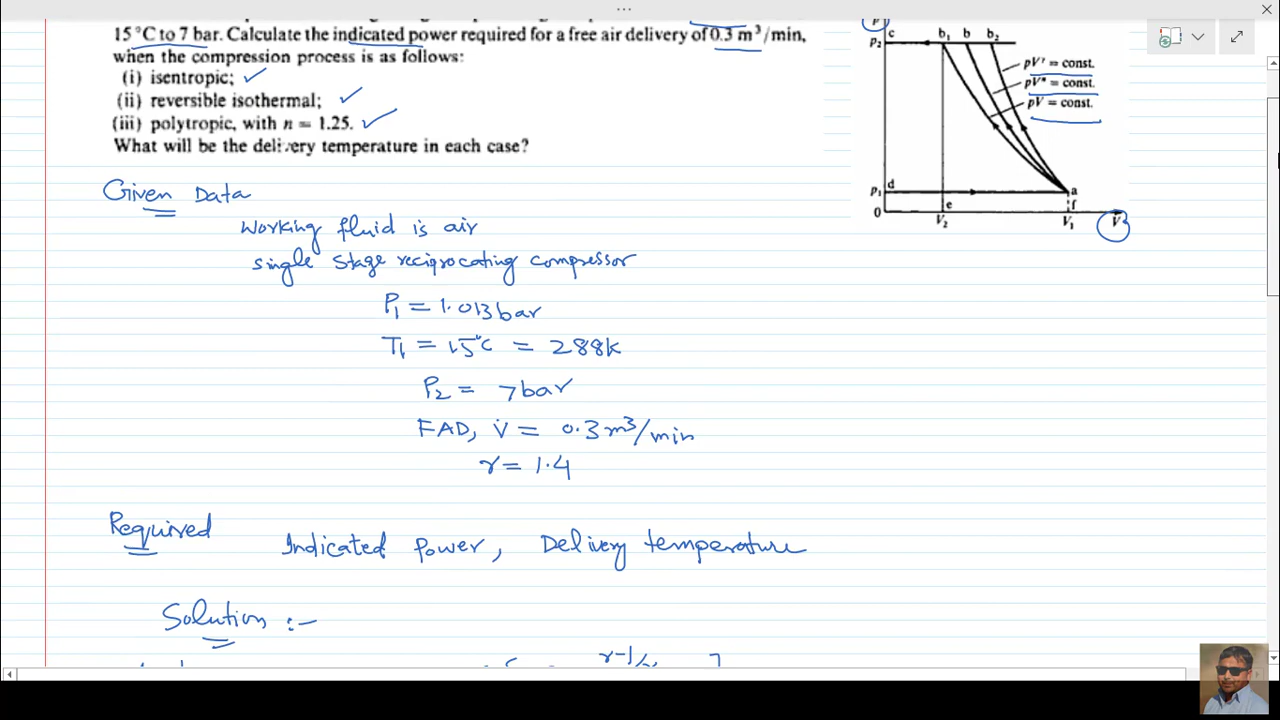 15 °C to 7 bar. Calculate the indicated power required for a free air delivery of 0.3 m³/min,
when the compression process is as follows:
(i) isentropic;
(ii) reversible isothermal;
(iii) polytropic, with n = 1.25.
What will be the delivery temperature in each case?
p
p₂
c
b₁ b b₂
pVʳ = const.
pVⁿ = const.
pV = const.
p₁
d
a
0
e
f
V₂
V₁
V
Given Data
Working fluid is air
single stage reciprocating compressor
P₁ = 1.013 bar
T₁ = 15°C = 288K
P₂ = 7 bar
FAD, V̇ = 0.3 m³/min
γ = 1.4
Required
Indicated power, Delivery temperature
Solution :-